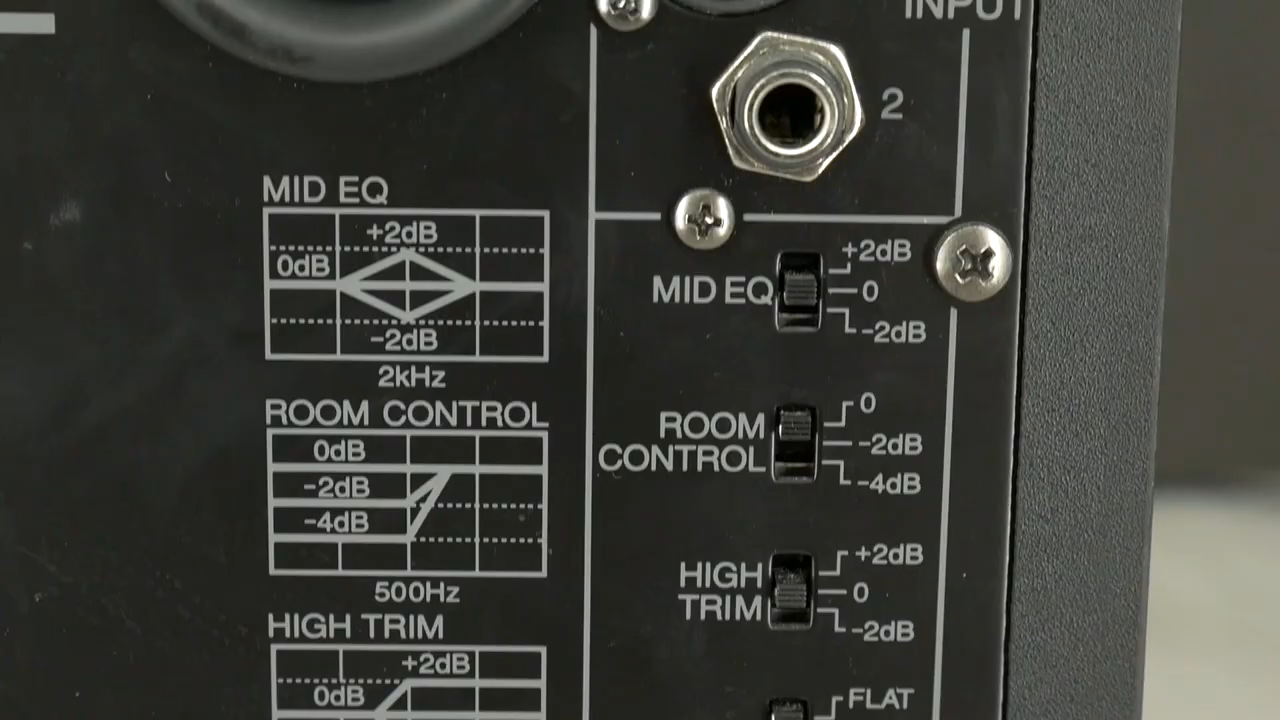 INPUT
2
MID EQ
+2dB
0dB
-2dB
2kHz
ROOM CONTROL
0dB
-2dB
-4dB
500Hz
HIGH TRIM
+2dB
0dB
MID EQ
+2dB
0
-2dB
ROOM
CONTROL
0
-2dB
-4dB
HIGH
TRIM
+2dB
0
-2dB
FLAT